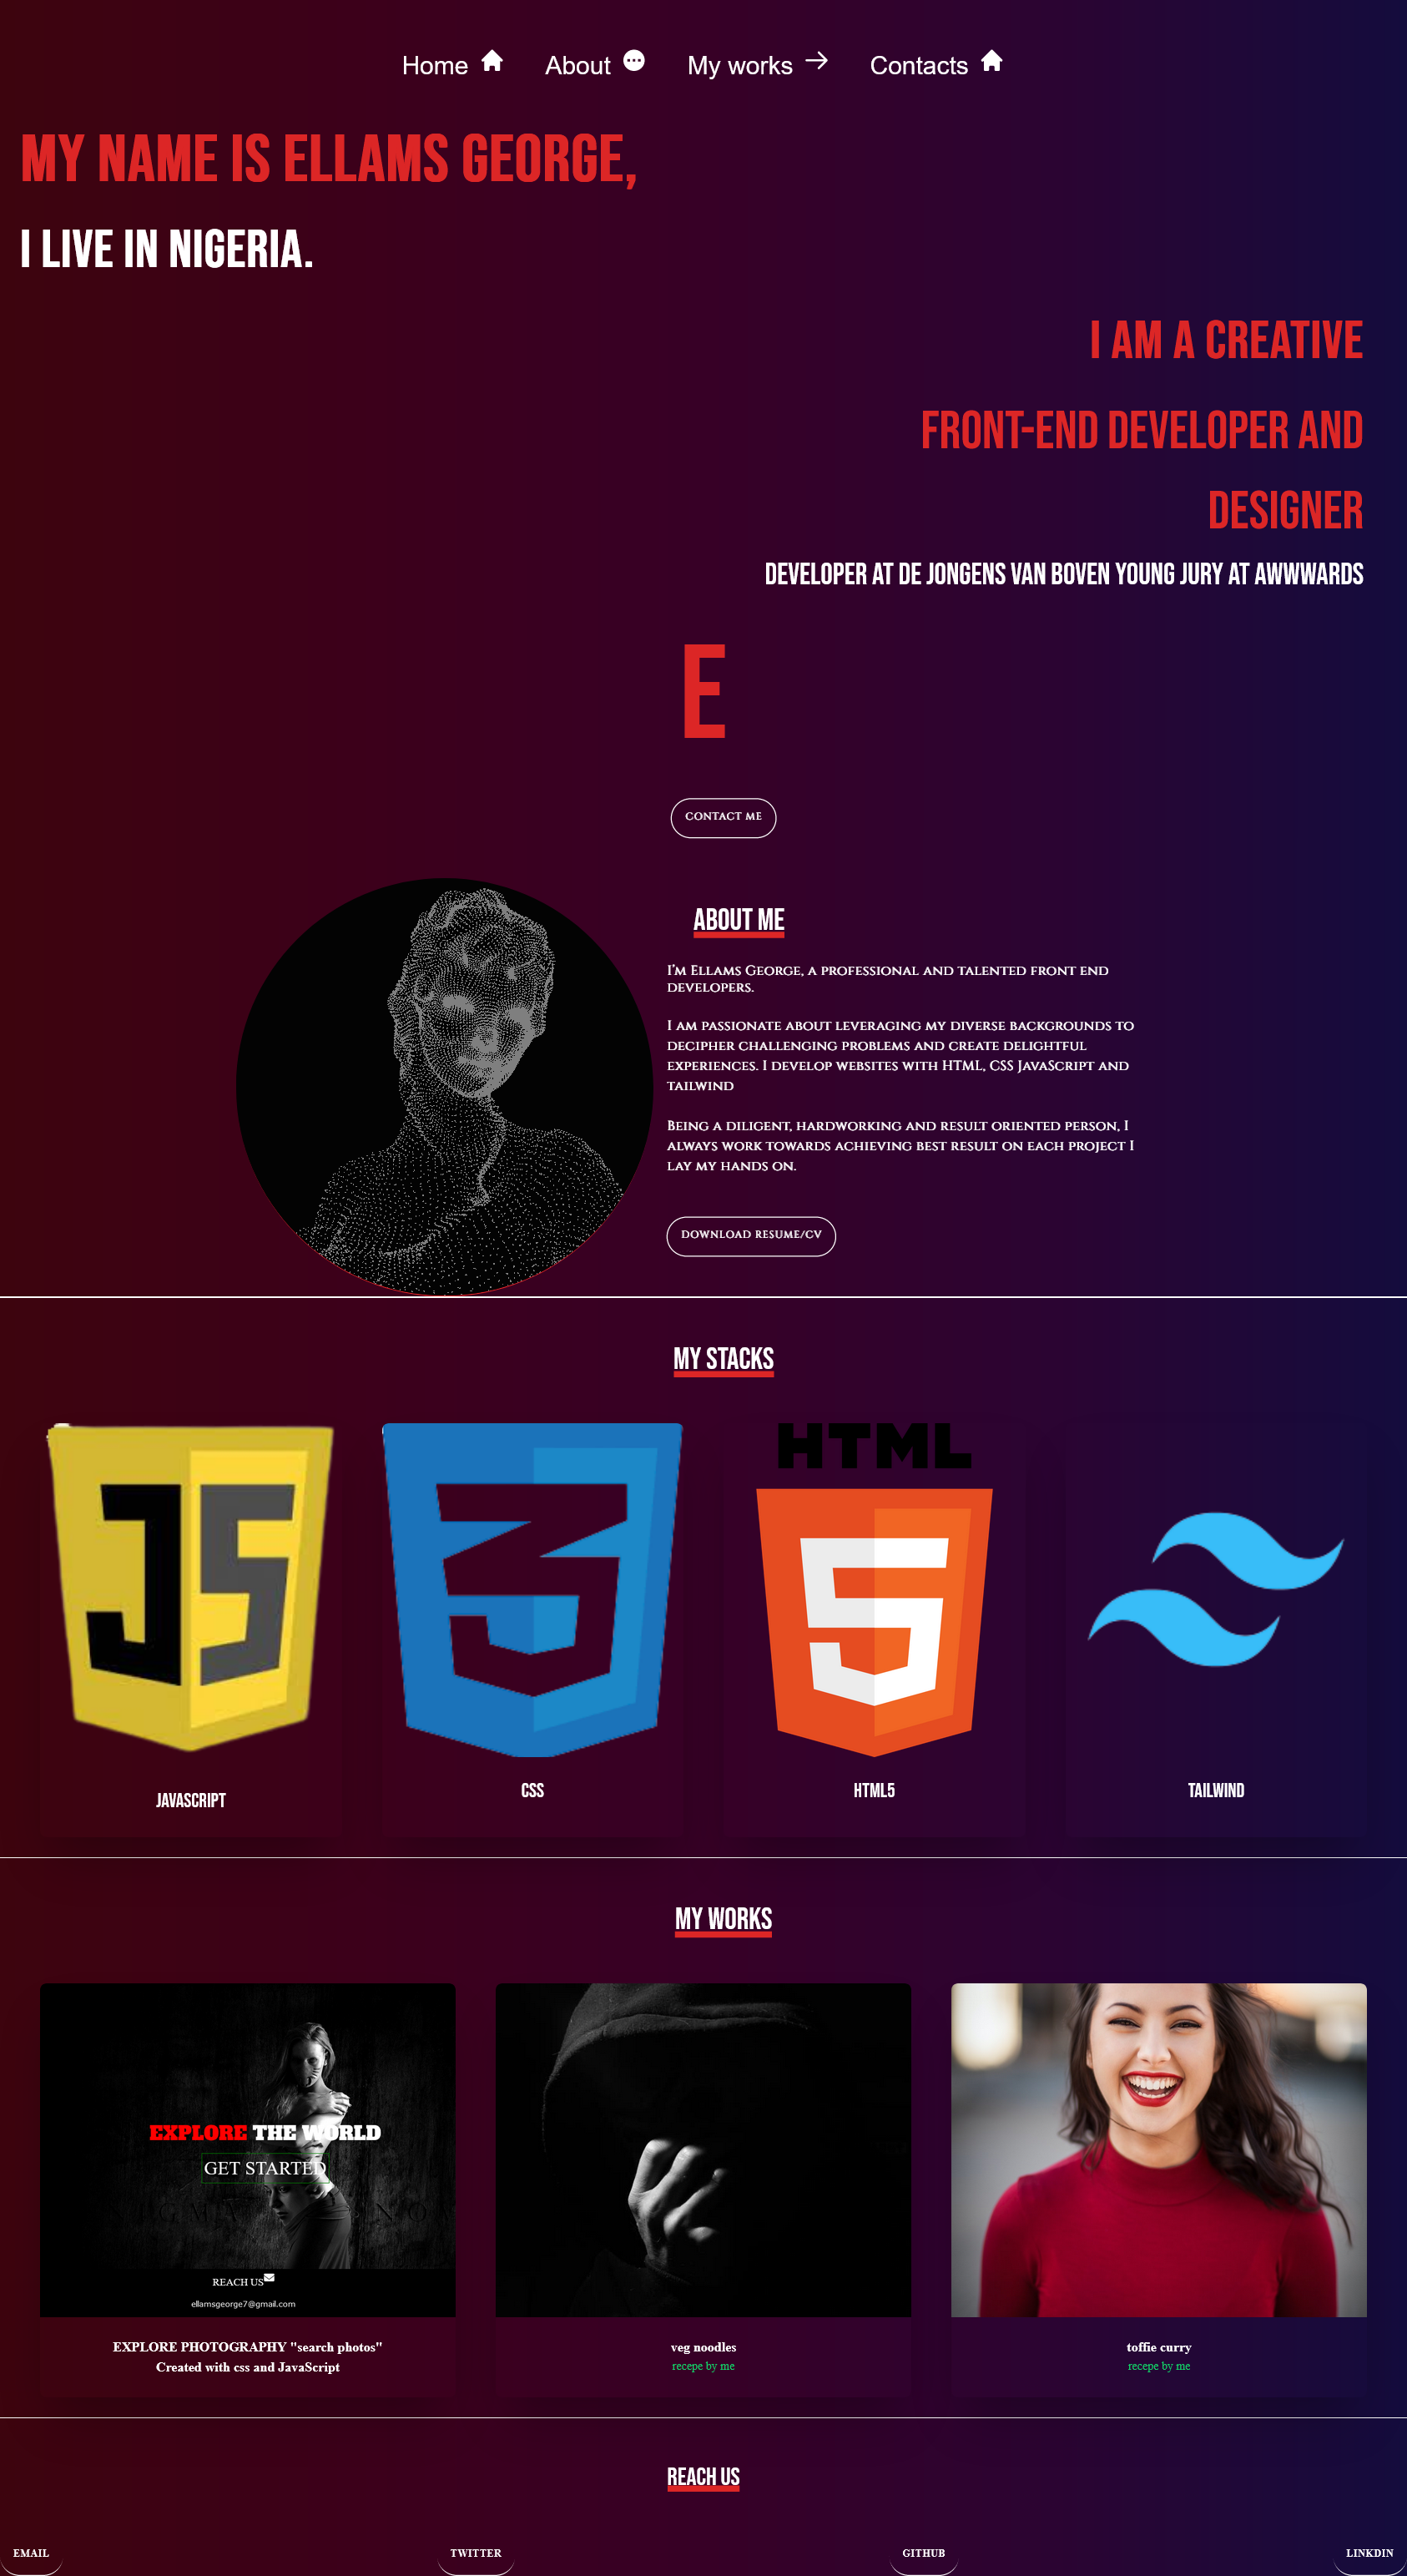 Home About My works Contacts
MY NAME IS ELLAMS GEORGE,
I LIVE IN NIGERIA.
I AM A CREATIVE
FRONT-END DEVELOPER AND
DESIGNER
DEVELOPER AT DE JONGENS VAN BOVEN YOUNG JURY AT AWWWARDS
E
CONTACT ME
ABOUT ME
I'm Ellams George, a professional and talented front end
developers.
I am passionate about leveraging my diverse backgrounds to
decipher challenging problems and create delightful
experiences. I develop websites with HTML, CSS JavaScript and
tailwind
Being a diligent, hardworking and result oriented person, I
always work towards achieving best result on each project I
lay my hands on.
DOWNLOAD RESUME/CV
MY STACKS
JS
3
HTML
5
JAVASCRIPT
CSS
HTML5
TAILWIND
MY WORKS
EXPLORE THE WORLD
GET STARTED
REACH US
ellamsgeorge7@gmail.com
EXPLORE PHOTOGRAPHY "search photos"
Created with css and JavaScript
veg noodles
recepe by me
toffie curry
recepe by me
REACH US
EMAIL
TWITTER
GITHUB
LINKDIN